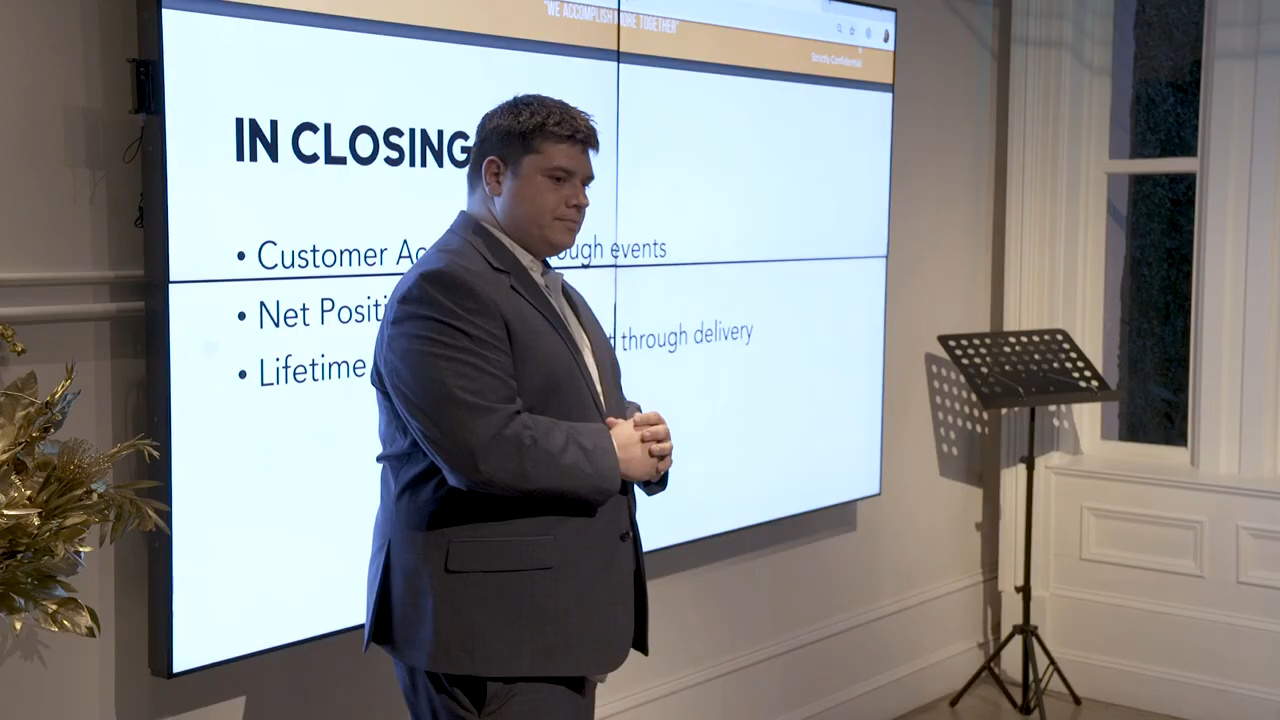 "WE ACCOMPLISH MORE TOGETHER"
Strictly Confidential
IN CLOSING
• Customer Ac ough events
• Net Positi
t through delivery
• Lifetime